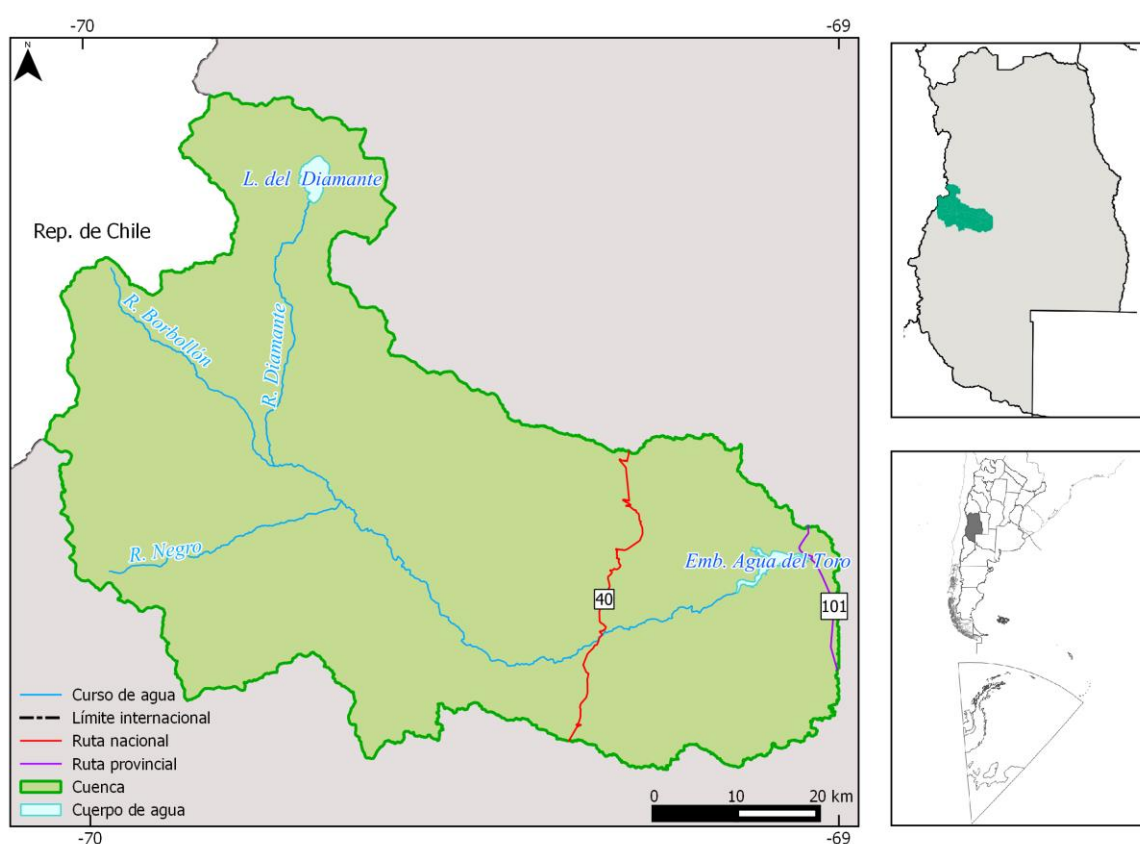 -70
-69
N
L. del Diamante
Rep. de Chile
R. Borbollón
R. Diamante
R. Negro
Emb. Agua del Toro
40
101
Curso de agua
Límite internacional
Ruta nacional
Ruta provincial
Cuenca
Cuerpo de agua
0 10 20 km
-70
-69